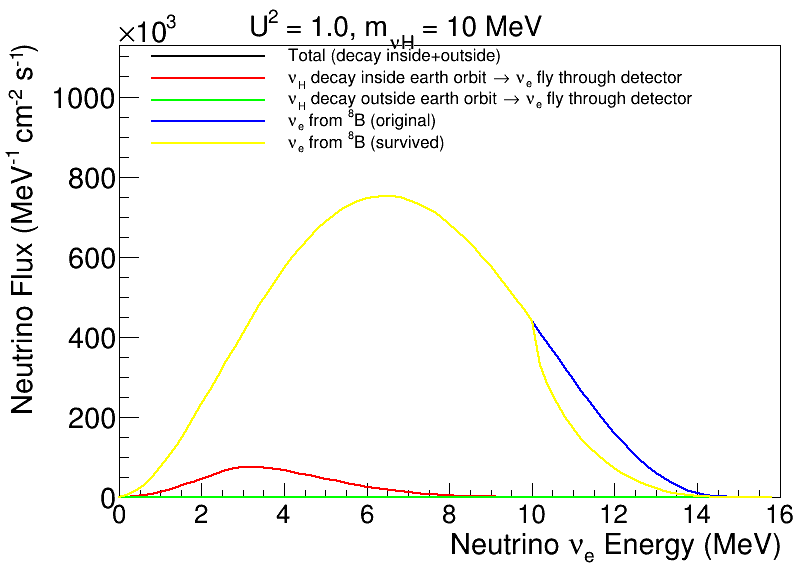 ×10³
U² = 1.0, m_νH = 10 MeV
Total (decay inside+outside)
ν_H decay inside earth orbit → ν_e fly through detector
ν_H decay outside earth orbit → ν_e fly through detector
ν_e from ⁸B (original)
ν_e from ⁸B (survived)
Neutrino Flux (MeV⁻¹ cm⁻² s⁻¹)
1000
800
600
400
200
0
0 2 4 6 8 10 12 14 16
Neutrino ν_e Energy (MeV)